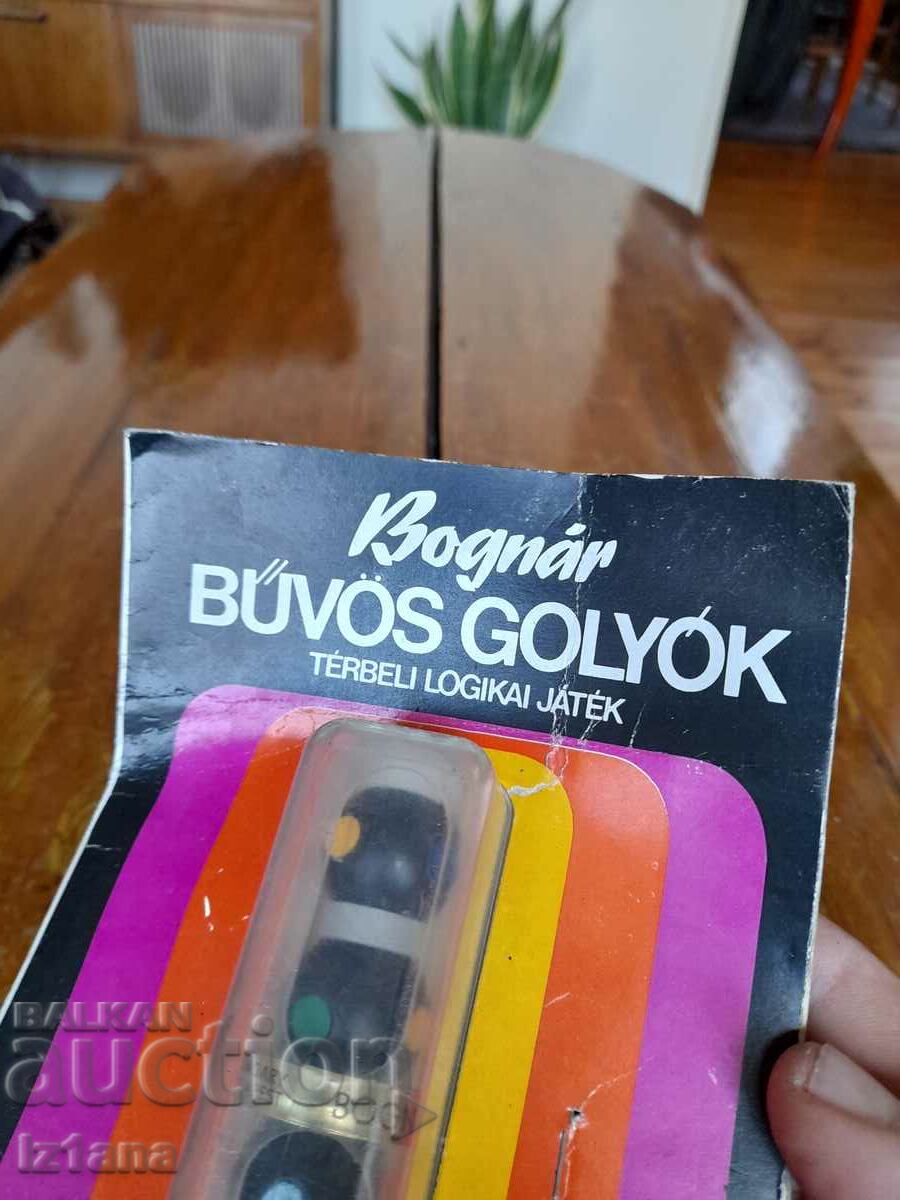 Bognár
BŰVÖS GOLYÓK
TÉRBELI LOGIKAI JÁTÉK
BALKAN
auction
iz1ana